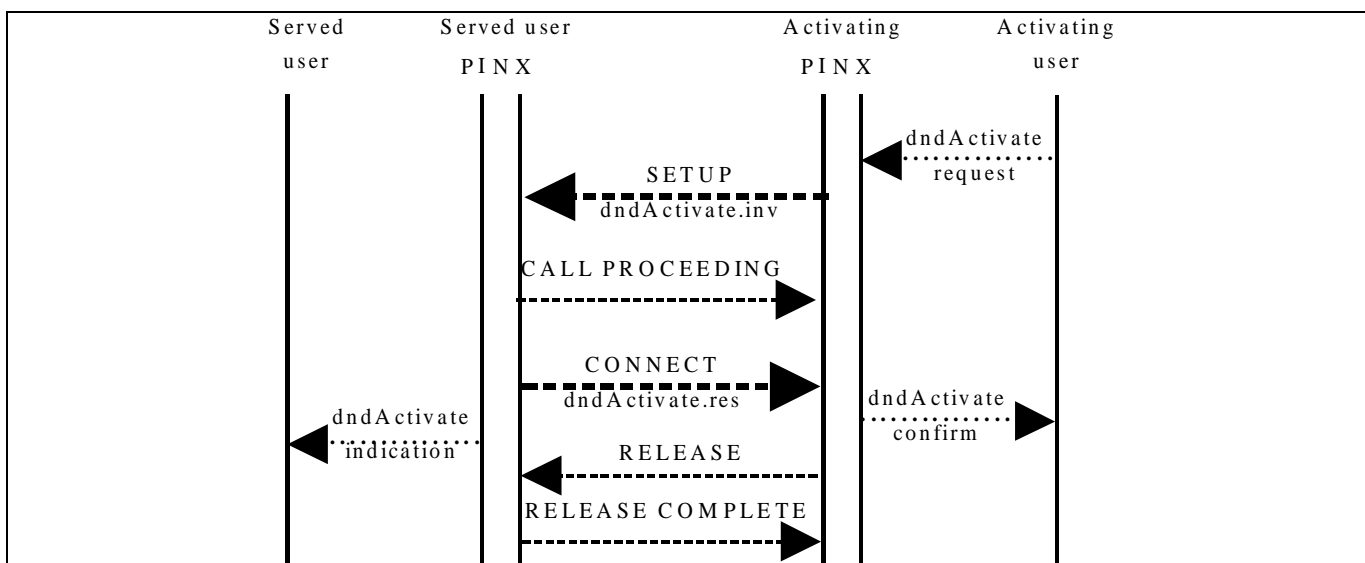 Served user
Served user PINX
Activating PINX
Activating user
dndActivate
request
SETUP
dndActivate.inv
CALL PROCEEDING
CONNECT
dndActivate.res
dndActivate
confirm
dndActivate
indication
RELEASE
RELEASE COMPLETE